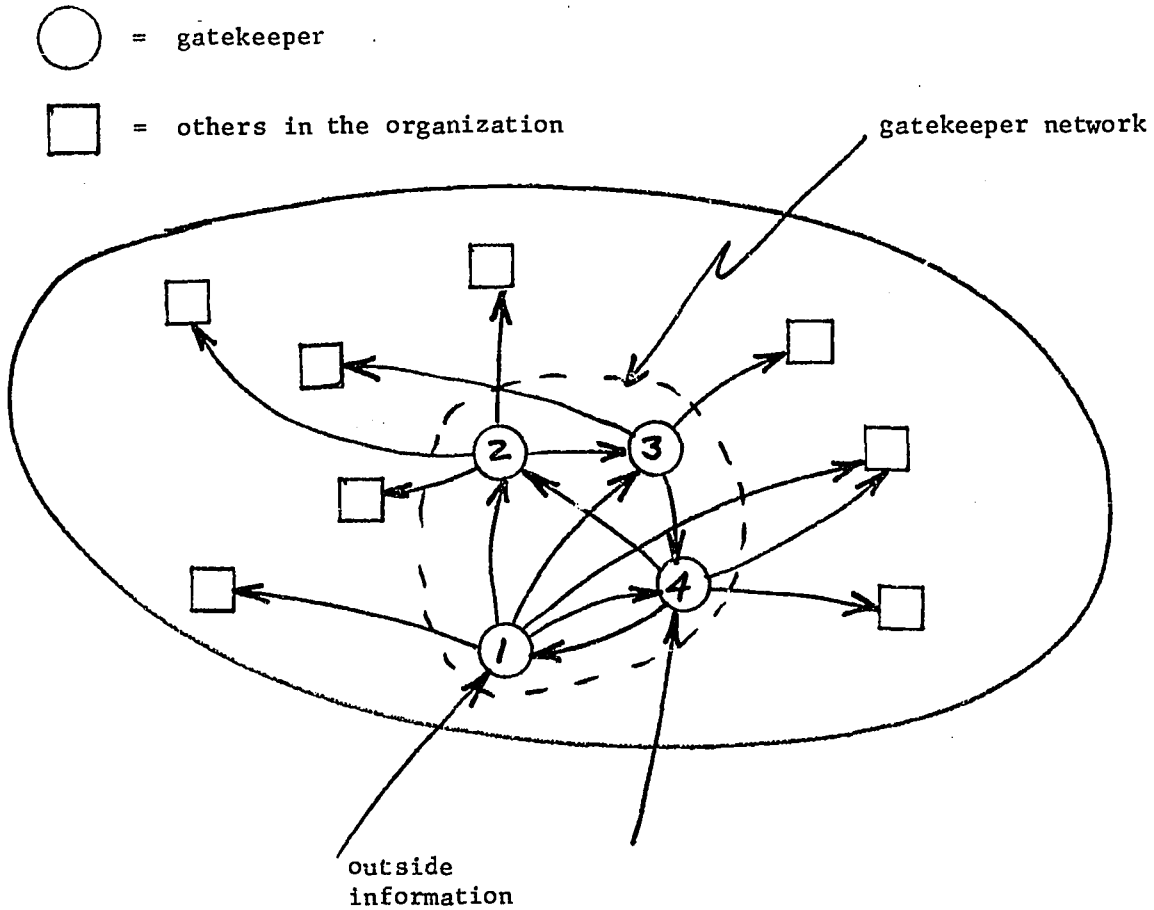 = gatekeeper
= others in the organization
gatekeeper network
2
3
4
1
outside
information